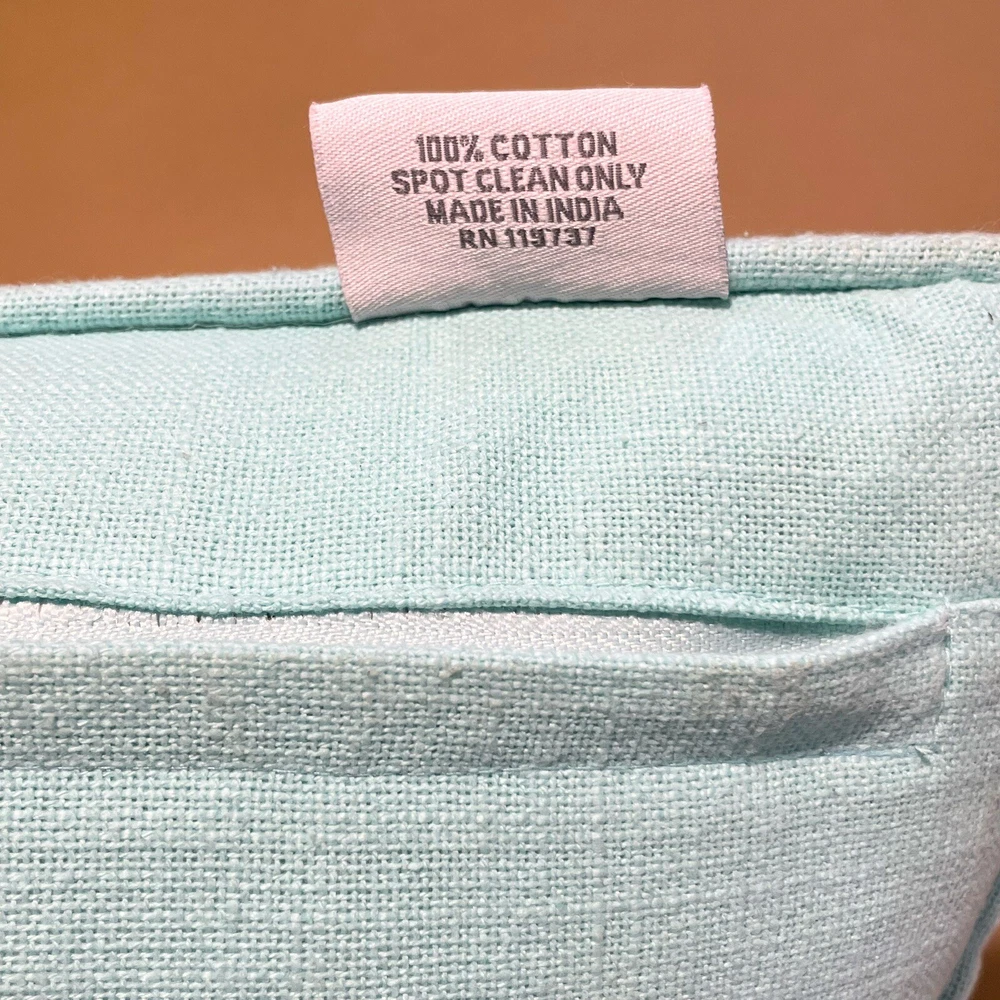 100% COTTON
SPOT CLEAN ONLY
MADE IN INDIA
RN 119737